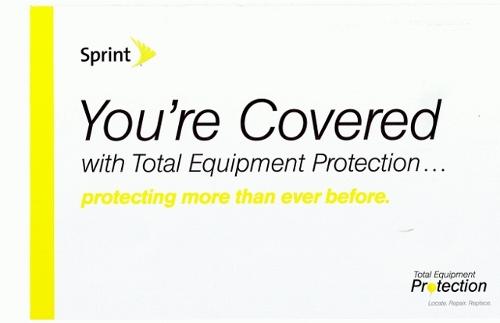 Sprint
You're Covered
with Total Equipment Protection...
protecting more than ever before.
Total Equipment
Protection
Locate. Repair. Replace.